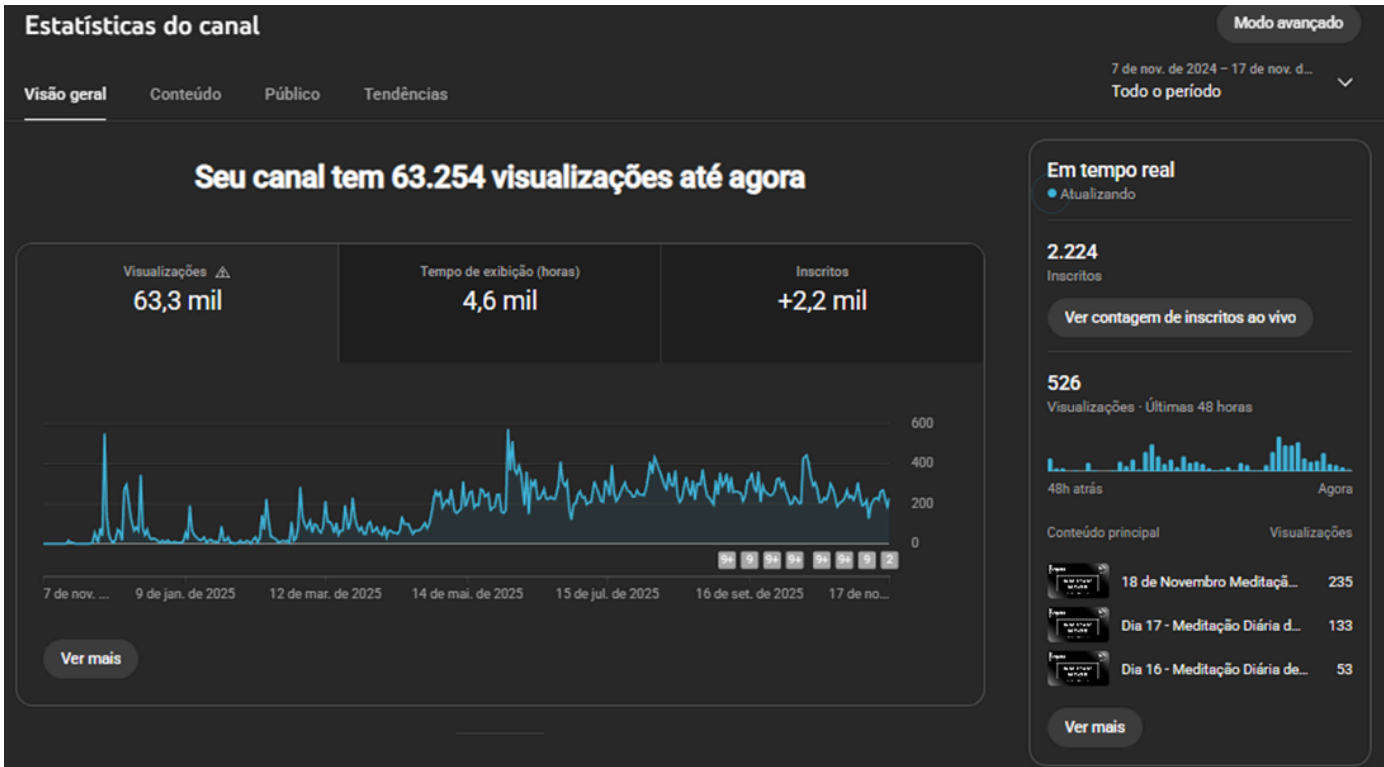 Estatísticas do canal
Modo avançado
7 de nov. de 2024 – 17 de nov. d...
Todo o período
Visão geral
Conteúdo
Público
Tendências
Seu canal tem 63.254 visualizações até agora
Visualizações
63,3 mil
Tempo de exibição (horas)
4,6 mil
Inscritos
+2,2 mil
600
400
200
0
9+ 9 9+ 9+ 9+ 9+ 9 2
7 de nov. ... 9 de jan. de 2025 12 de mar. de 2025 14 de mai. de 2025 15 de jul. de 2025 16 de set. de 2025 17 de no...
Ver mais
Em tempo real
Atualizando
2.224
Inscritos
Ver contagem de inscritos ao vivo
526
Visualizações · Últimas 48 horas
48h atrás Agora
Conteúdo principal Visualizações
18 de Novembro Meditaçã... 235
Dia 17 - Meditação Diária d... 133
Dia 16 - Meditação Diária de... 53
Ver mais